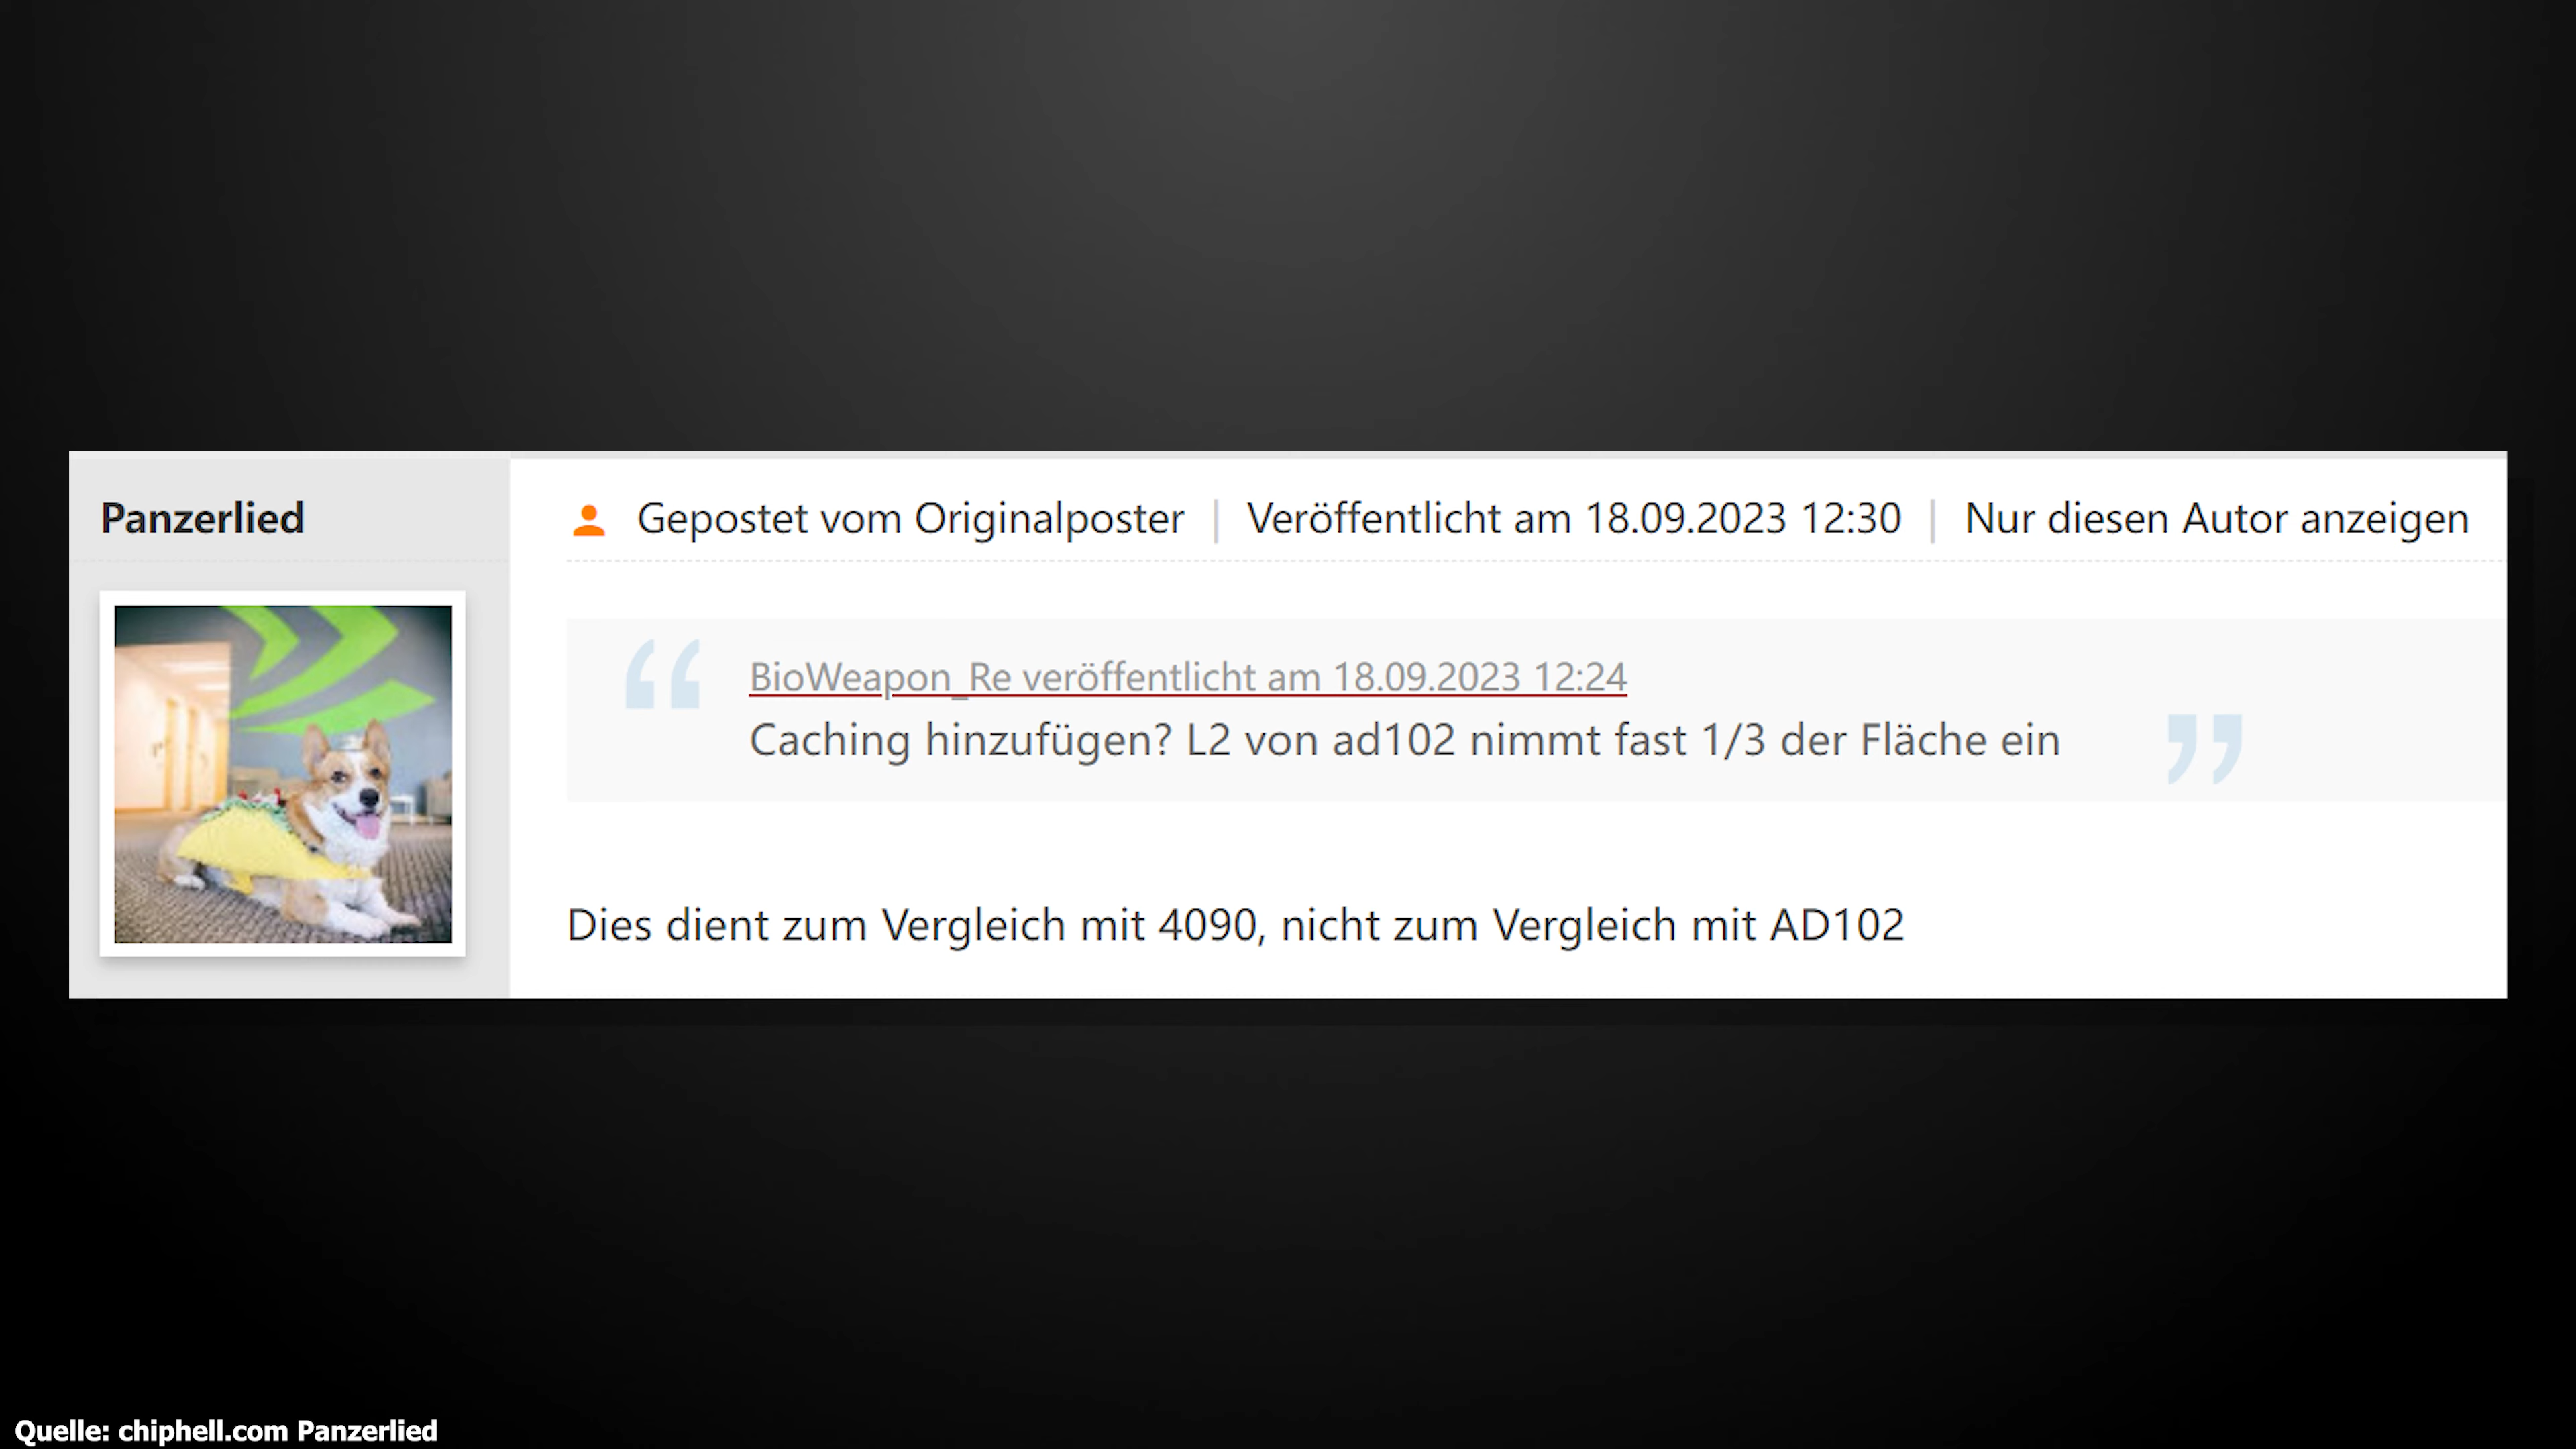 Panzerlied
Gepostet vom Originalposter | Veröffentlicht am 18.09.2023 12:30 | Nur diesen Autor anzeigen
“
BioWeapon_Re veröffentlicht am 18.09.2023 12:24
Caching hinzufügen? L2 von ad102 nimmt fast 1/3 der Fläche ein
”
Dies dient zum Vergleich mit 4090, nicht zum Vergleich mit AD102
Quelle: chiphell.com Panzerlied